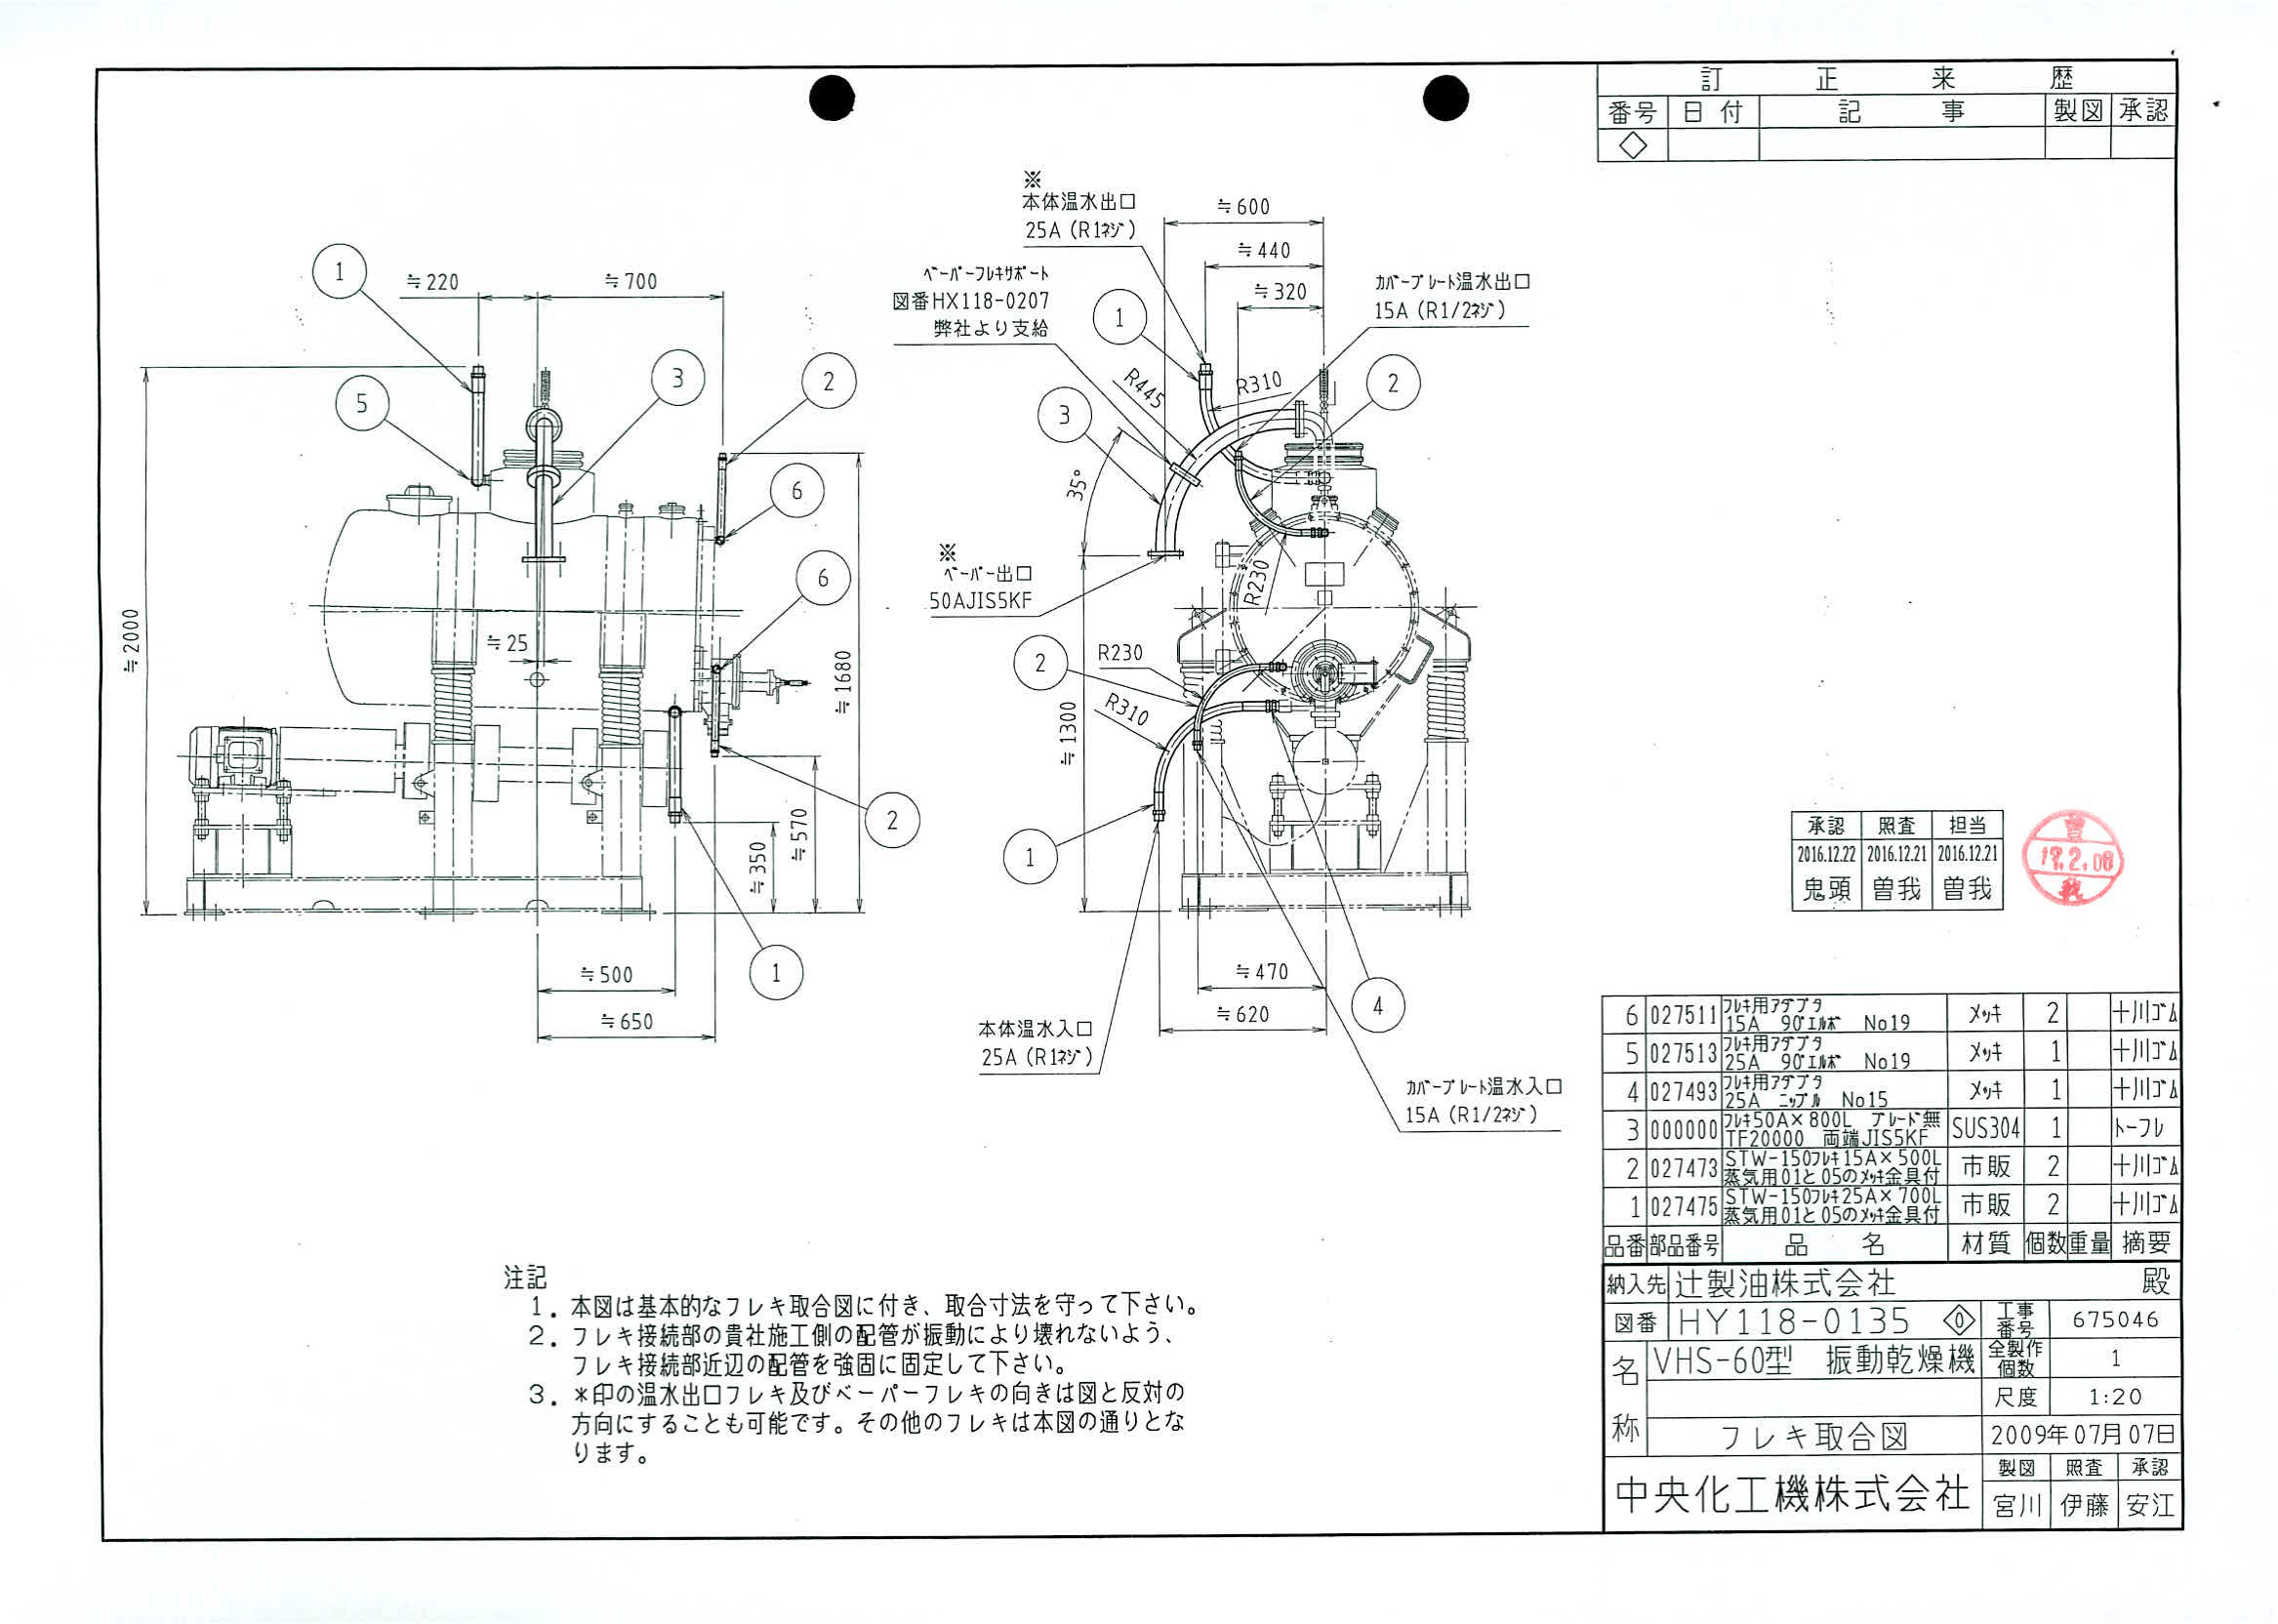 訂正来歴
番号 日付 記事 製図 承認
※
本体温水出口
25A (R1ﾈｼﾞ)
≒600
≒440
≒320
ﾍﾞｰﾊﾟｰﾌﾚｷｻﾎﾟｰﾄ
図番HX118-0207
弊社より支給
ｶﾊﾞｰﾌﾟﾚｰﾄ温水出口
15A (R1/2ﾈｼﾞ)
1
≒220
≒700
5
3
2
6
6
≒2000
≒25
≒1680
≒570
≒350
2
1
≒500
≒650
1
R445
R310
2
3
35°
※
ﾍﾞｰﾊﾟｰ出口
50AJIS5KF
R230
2
R230
R310
≒1300
1
4
≒470
≒620
本体温水入口
25A (R1ﾈｼﾞ)
ｶﾊﾞｰﾌﾟﾚｰﾄ温水入口
15A (R1/2ﾈｼﾞ)
承認 照査 担当
2016.12.22 2016.12.21 2016.12.21
鬼頭 曽我 曽我
曽
17.2.08
我
6 027511 ﾌﾚｷ用ｱﾀﾞﾌﾟﾀ 15A 90°ｴﾙﾎﾞ No19 ﾒｯｷ 2 十川ｺﾞﾑ
5 027513 ﾌﾚｷ用ｱﾀﾞﾌﾟﾀ 25A 90°ｴﾙﾎﾞ No19 ﾒｯｷ 1 十川ｺﾞﾑ
4 027493 ﾌﾚｷ用ｱﾀﾞﾌﾟﾀ 25A ﾆｯﾌﾟﾙ No15 ﾒｯｷ 1 十川ｺﾞﾑ
3 000000 ﾌﾚｷ50A×800L ﾌﾞﾚｰﾄﾞ無 TF20000 両端JIS5KF SUS304 1 ﾄｰﾌﾚ
2 027473 STW-150ﾌﾚｷ15A×500L 蒸気用01と05のﾒｯｷ金具付 市販 2 十川ｺﾞﾑ
1 027475 STW-150ﾌﾚｷ25A×700L 蒸気用01と05のﾒｯｷ金具付 市販 2 十川ｺﾞﾑ
品番 部品番号 品名 材質 個数 重量 摘要
納入先 辻製油株式会社 殿
図番 HY118-0135 0 工事番号 675046
名称 VHS-60型 振動乾燥機 全製作個数 1
尺度 1:20
フレキ取合図 2009年07月07日
中央化工機株式会社
製図 照査 承認
宮川 伊藤 安江
注記
1. 本図は基本的なフレキ取合図に付き、取合寸法を守って下さい。
2. フレキ接続部の貴社施工側の配管が振動により壊れないよう、
フレキ接続部近辺の配管を強固に固定して下さい。
3. *印の温水出口フレキ及びベーパーフレキの向きは図と反対の
方向にすることも可能です。その他のフレキは本図の通りとな
ります。